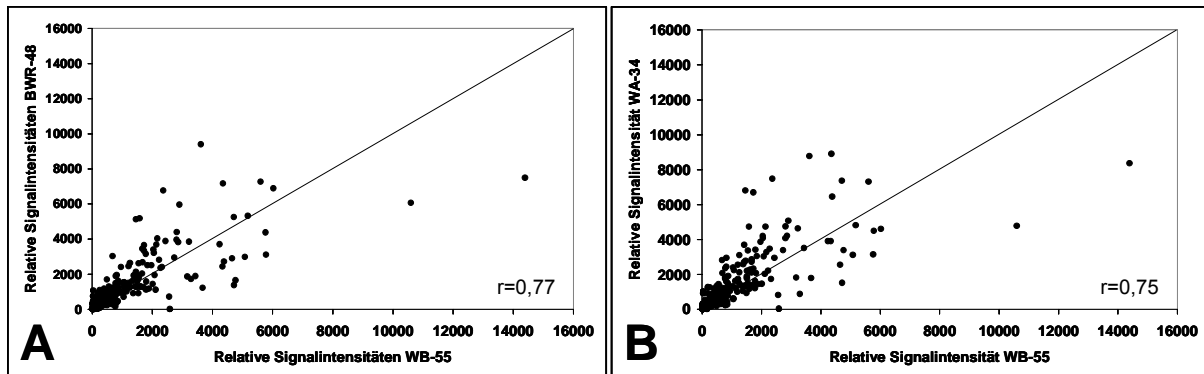 16000
14000
12000
10000
8000
6000
4000
2000
0
Relative Signalintensitäten BWR-48
0 2000 4000 6000 8000 10000 12000 14000 16000
Relative Signalintensitäten WB-55
r=0,77
A
16000
14000
12000
10000
8000
6000
4000
2000
0
Relative Signalintensität WA-34
0 2000 4000 6000 8000 10000 12000 14000 16000
Relative Signalintensität WB-55
r=0,75
B